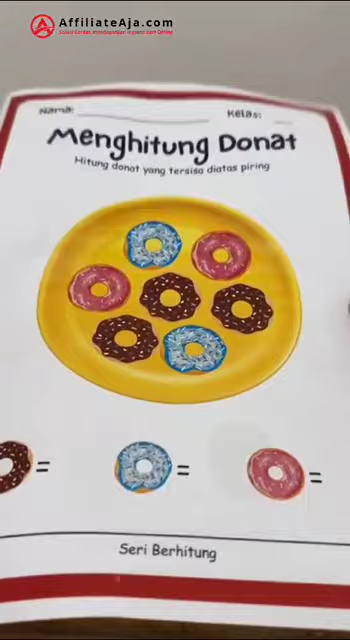 AffiliateAja.com
Nama:
Kelas:
Menghitung Donat
Hitung donat yang tersisa diatas piring
=
=
=
Seri Berhitung